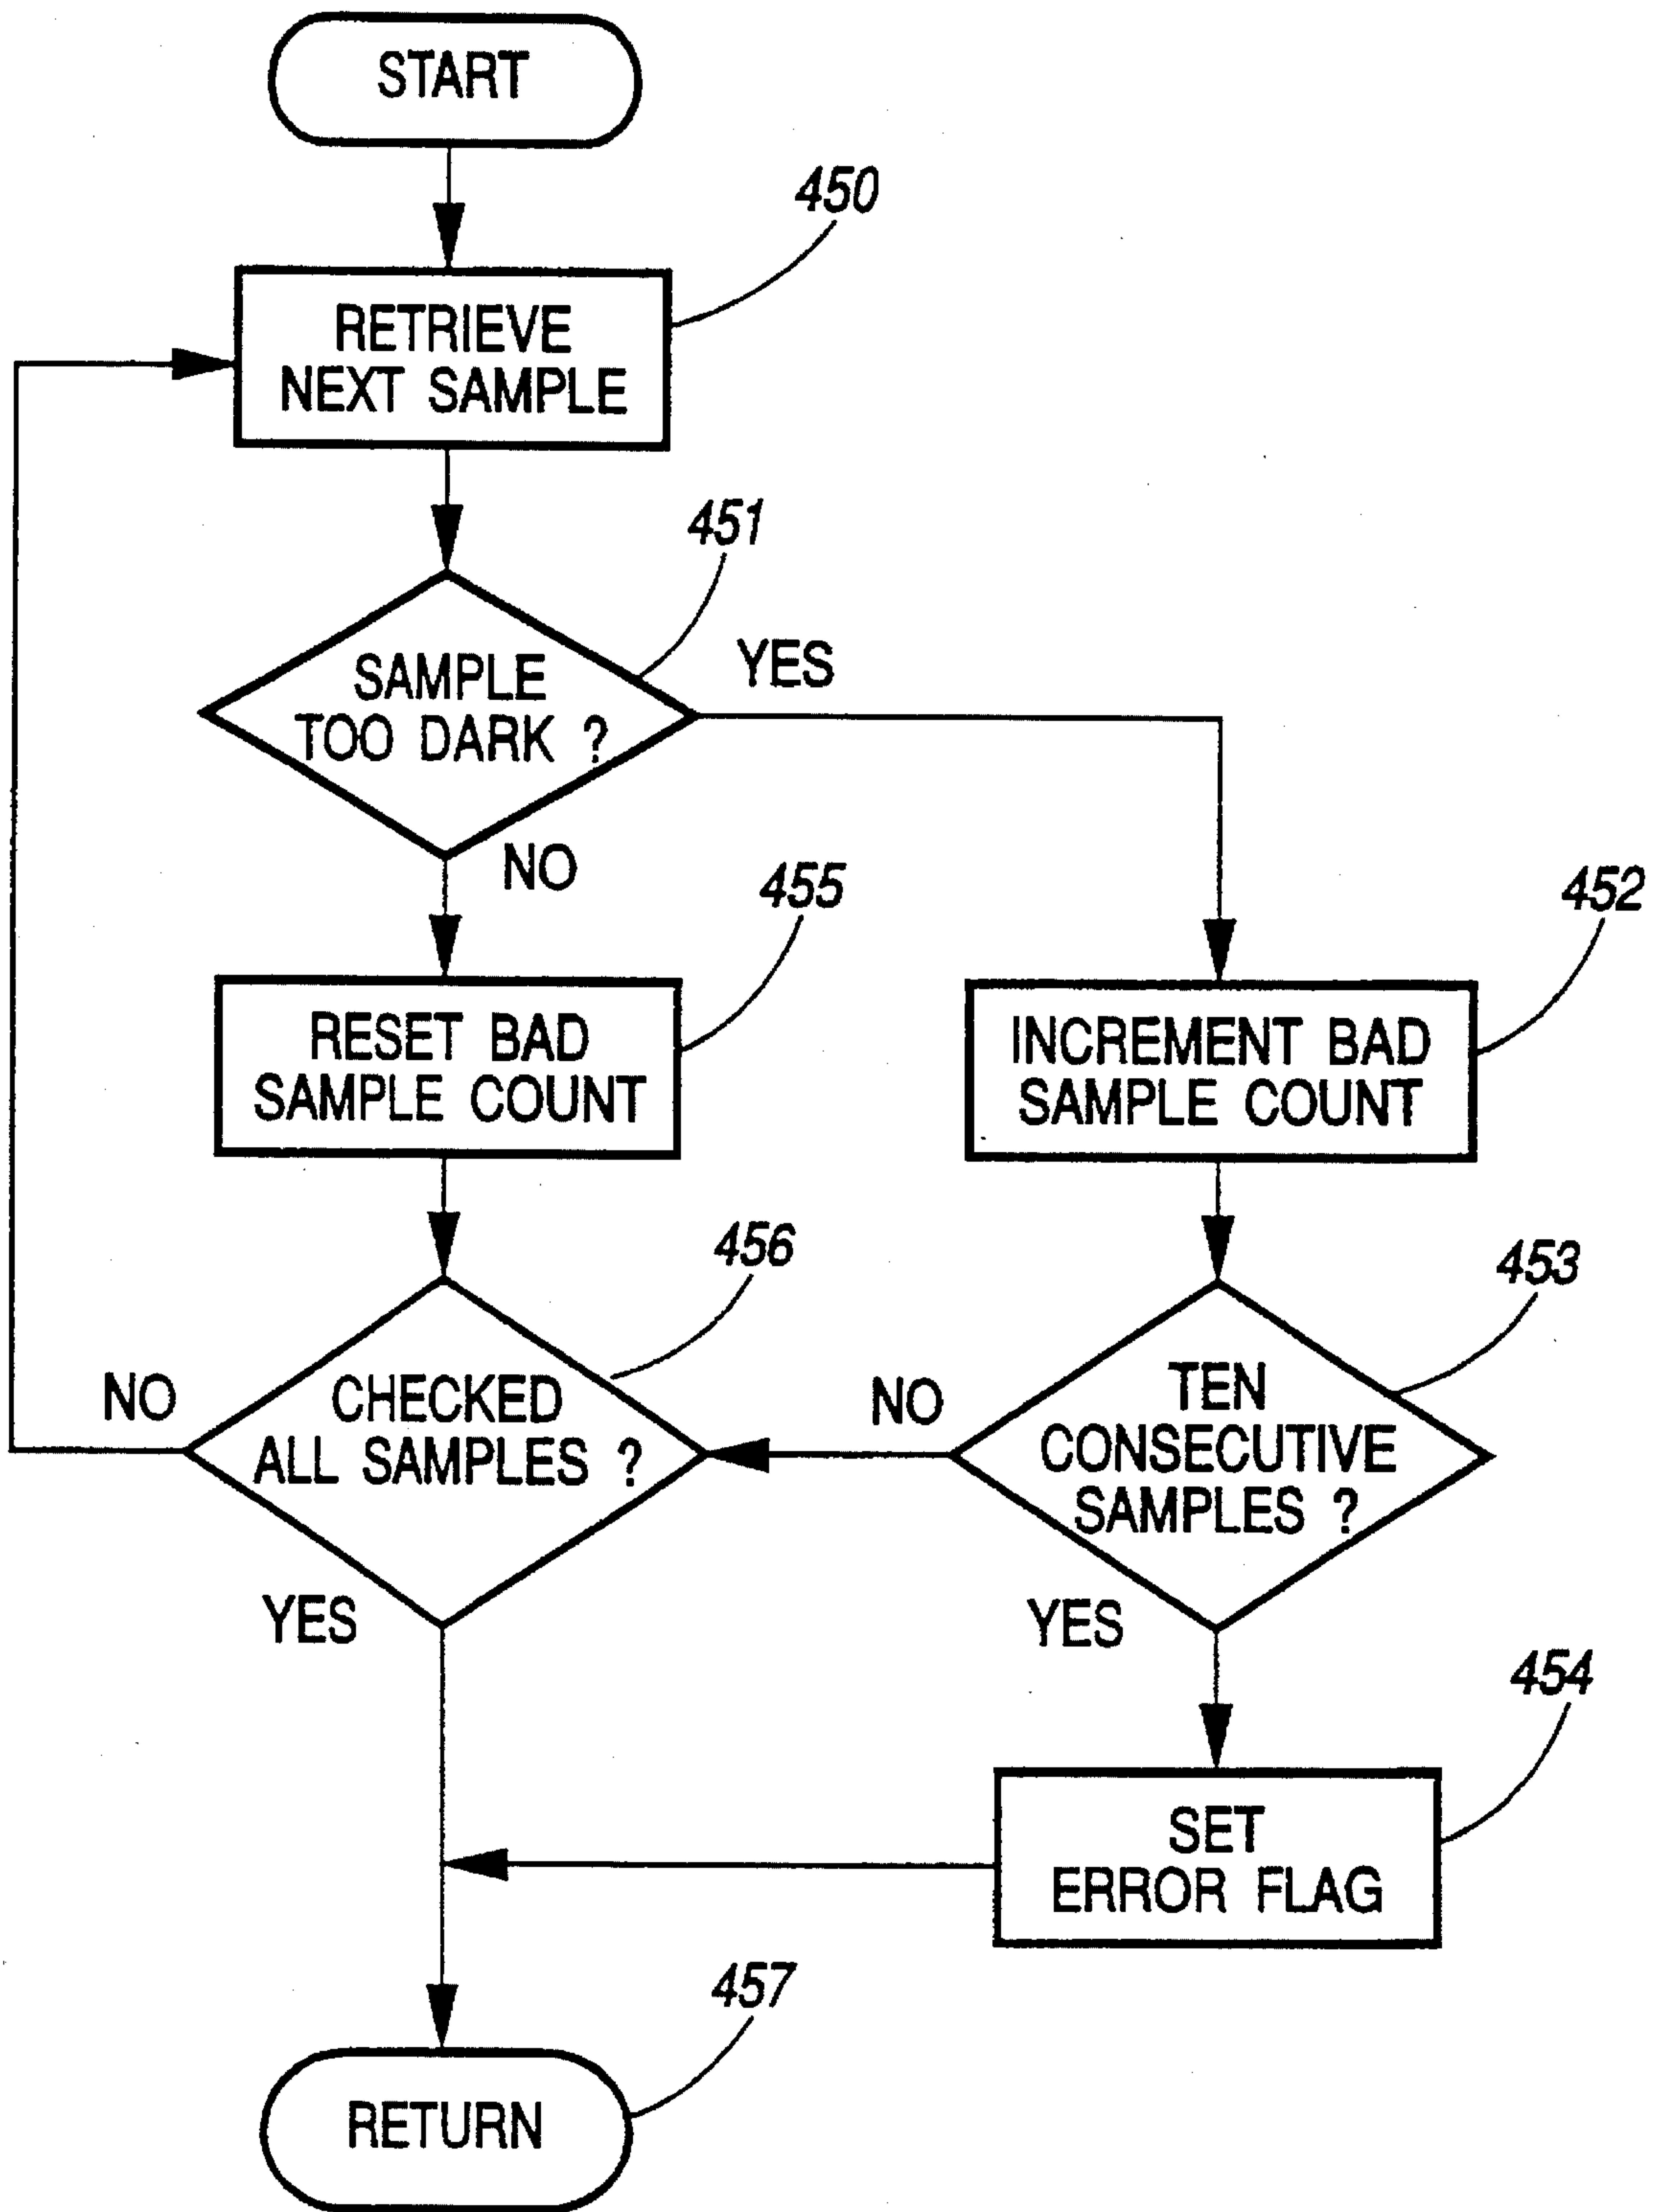 START
450
RETRIEVE
NEXT SAMPLE
451
SAMPLE
TOO DARK ?
YES
NO
455
452
RESET BAD
SAMPLE COUNT
INCREMENT BAD
SAMPLE COUNT
456
453
NO
CHECKED
ALL SAMPLES ?
NO
TEN
CONSECUTIVE
SAMPLES ?
YES
YES
454
SET
ERROR FLAG
457
RETURN